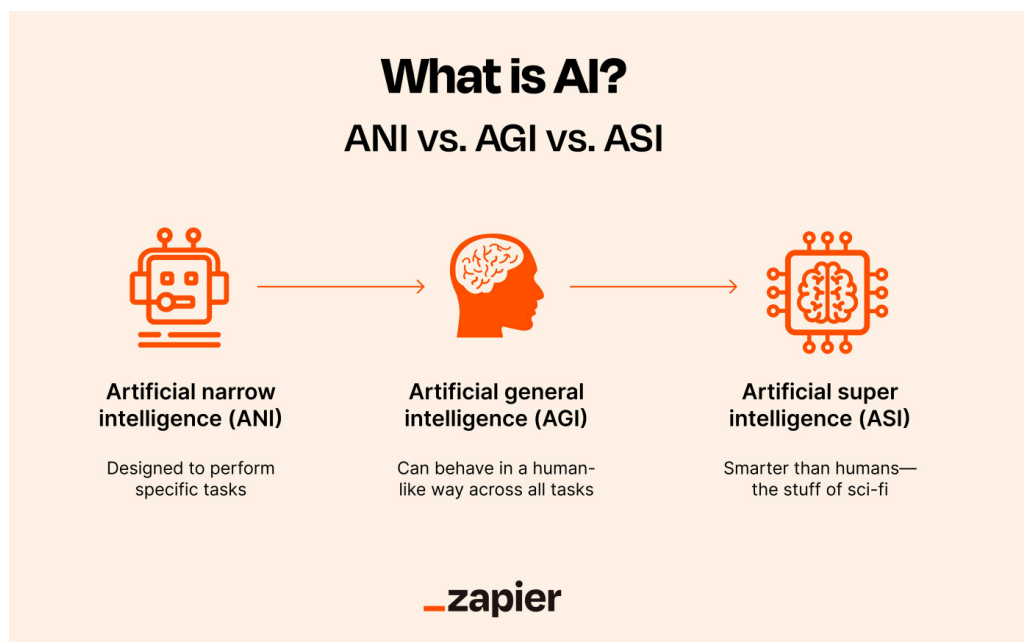 What is AI?
ANI vs. AGI vs. ASI
Artificial narrow
intelligence (ANI)
Designed to perform
specific tasks
Artificial general
intelligence (AGI)
Can behave in a human-
like way across all tasks
Artificial super
intelligence (ASI)
Smarter than humans—
the stuff of sci-fi
_zapier